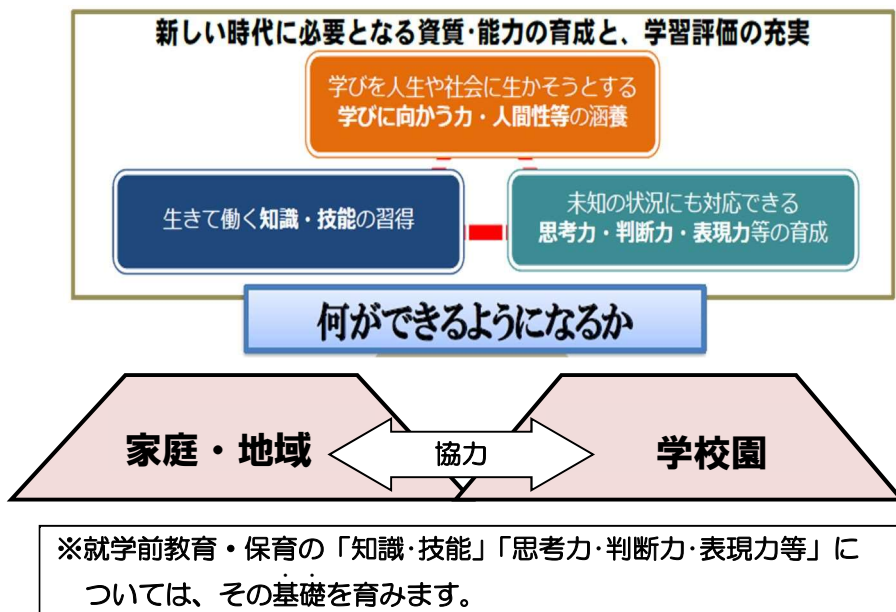 新しい時代に必要となる資質･能力の育成と、学習評価の充実
学びを人生や社会に生かそうとする
学びに向かう力・人間性等の涵養
生きて働く知識・技能の習得
未知の状況にも対応できる
思考力・判断力・表現力等の育成
何ができるようになるか
家庭・地域
協力
学校園
※就学前教育・保育の「知識･技能」「思考力･判断力･表現力等」に
ついては、その基礎を育みます。